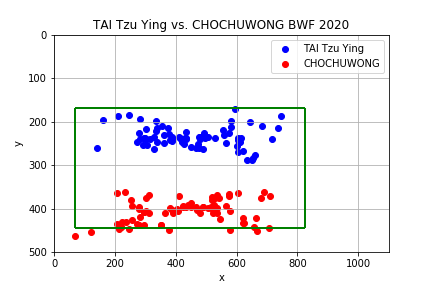 TAI Tzu Ying vs. CHOCHUWONG BWF 2020
TAI Tzu Ying
CHOCHUWONG
0
100
200
300
400
500
y
0 200 400 600 800 1000
x